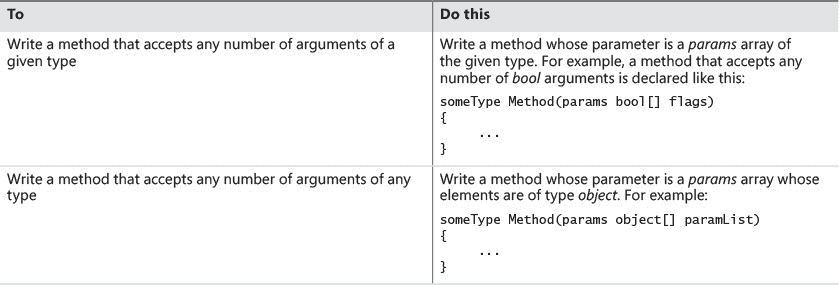 To
Do this
Write a method that accepts any number of arguments of a
given type
Write a method whose parameter is a params array of
the given type. For example, a method that accepts any
number of bool arguments is declared like this:
someType Method(params bool[] flags)
{
...
}
Write a method that accepts any number of arguments of any
type
Write a method whose parameter is a params array whose
elements are of type object. For example:
someType Method(params object[] paramList)
{
...
}